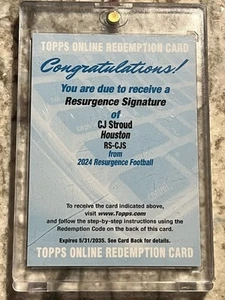 TOPPS ONLINE REDEMPTION CARD
Congratulations!
You are due to receive a
Resurgence Signature
of
CJ Stroud
Houston
RS-CJS
from
2024 Resurgence Football
To receive the card indicated above,
visit www.Topps.com
and follow the step-by-step instructions using the
Redemption Code on the back of this card.
Expires 5/31/2035. See Card Back for details.
TOPPS ONLINE REDEMPTION CARD